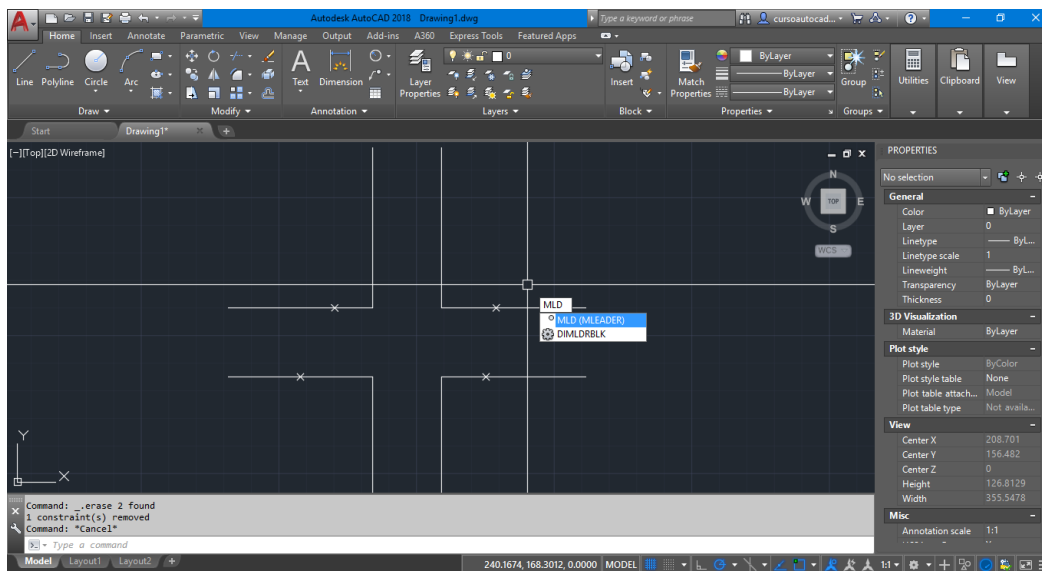 Autodesk AutoCAD 2018 Drawing1.dwg
Type a keyword or phrase
cursoautocad...
Home Insert Annotate Parametric View Manage Output Add-ins A360 Express Tools Featured Apps
Line Polyline Circle Arc
Text Dimension
Layer Properties
0
Insert
Match Properties
ByLayer
ByLayer
ByLayer
Group
Utilities Clipboard View
Draw Modify Annotation Layers Block Properties Groups
Start Drawing1*
[−][Top][2D Wireframe]
N
W TOP E
S
WCS
MLD
MLD (MLEADER)
DIMLDRBLK
Y
X
PROPERTIES
No selection
General
Color ByLayer
Layer 0
Linetype ByL...
Linetype scale 1
Lineweight ByL...
Transparency ByLayer
Thickness 0
3D Visualization
Material ByLayer
Plot style
Plot style ByColor
Plot style table None
Plot table attach... Model
Plot table type Not availa...
View
Center X 208.701
Center Y 156.482
Center Z 0
Height 126.8129
Width 355.5478
Misc
Annotation scale 1:1
Command: _.erase 2 found
1 constraint(s) removed
Command: *Cancel*
Type a command
Model Layout1 Layout2
240.1674, 168.3012, 0.0000 MODEL 1:1